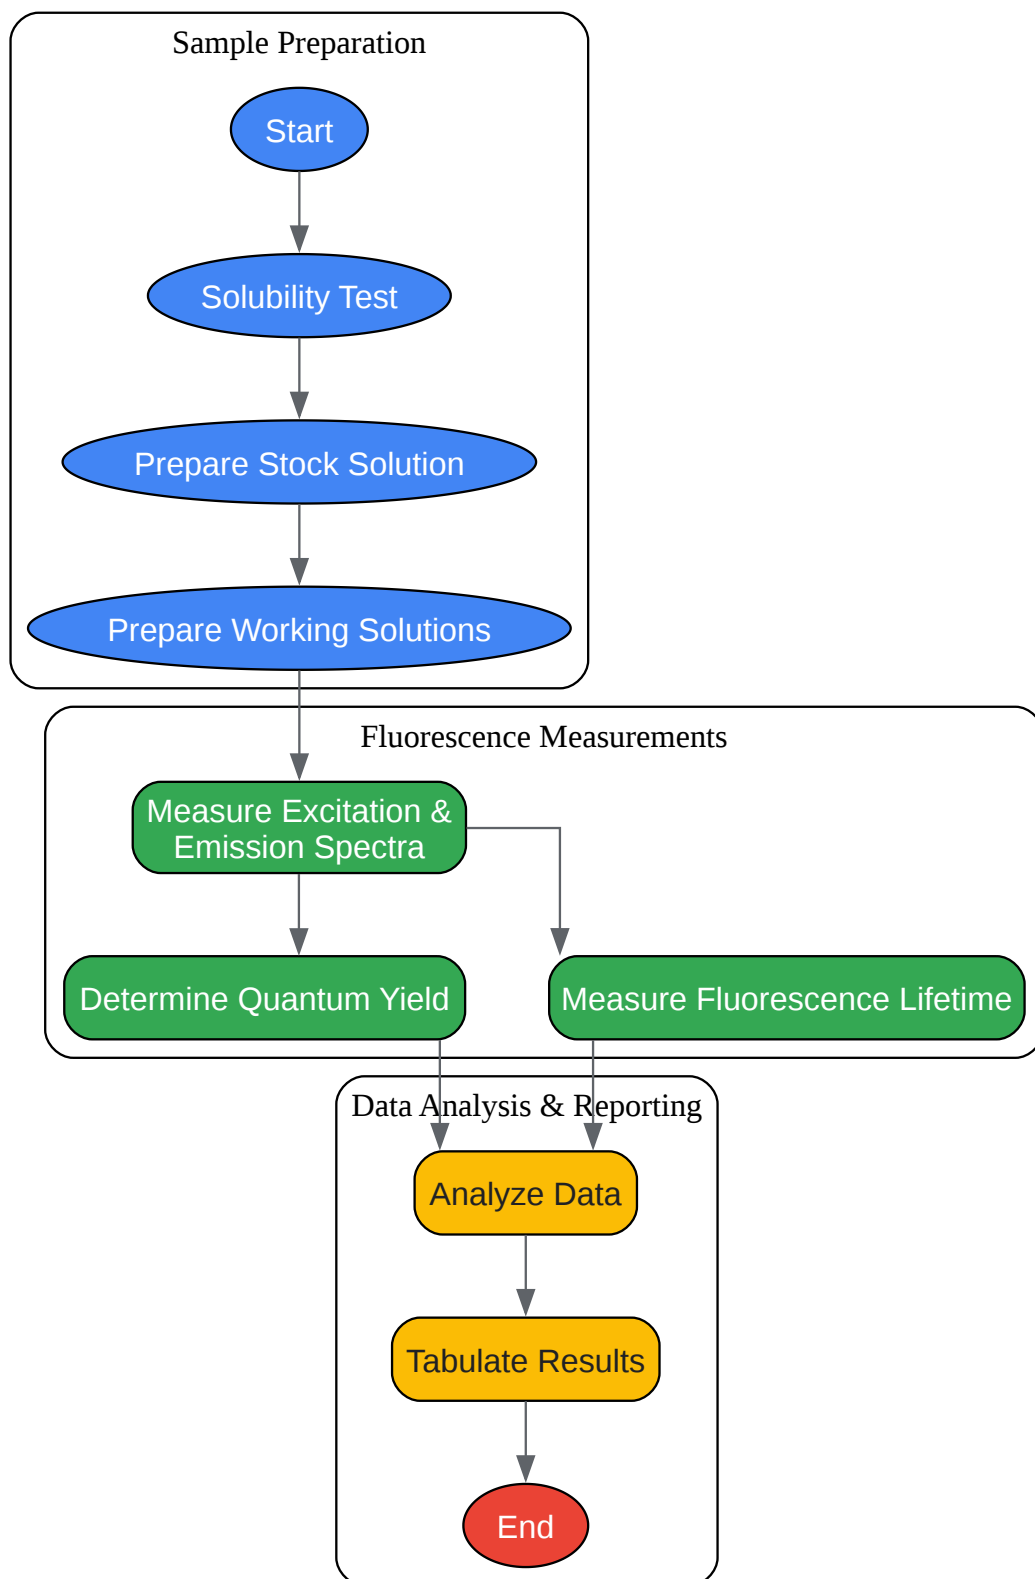 Sample Preparation
Start
Solubility Test
Prepare Stock Solution
Prepare Working Solutions
Fluorescence Measurements
Measure Excitation &
Emission Spectra
Determine Quantum Yield
Measure Fluorescence Lifetime
Data Analysis & Reporting
Analyze Data
Tabulate Results
End